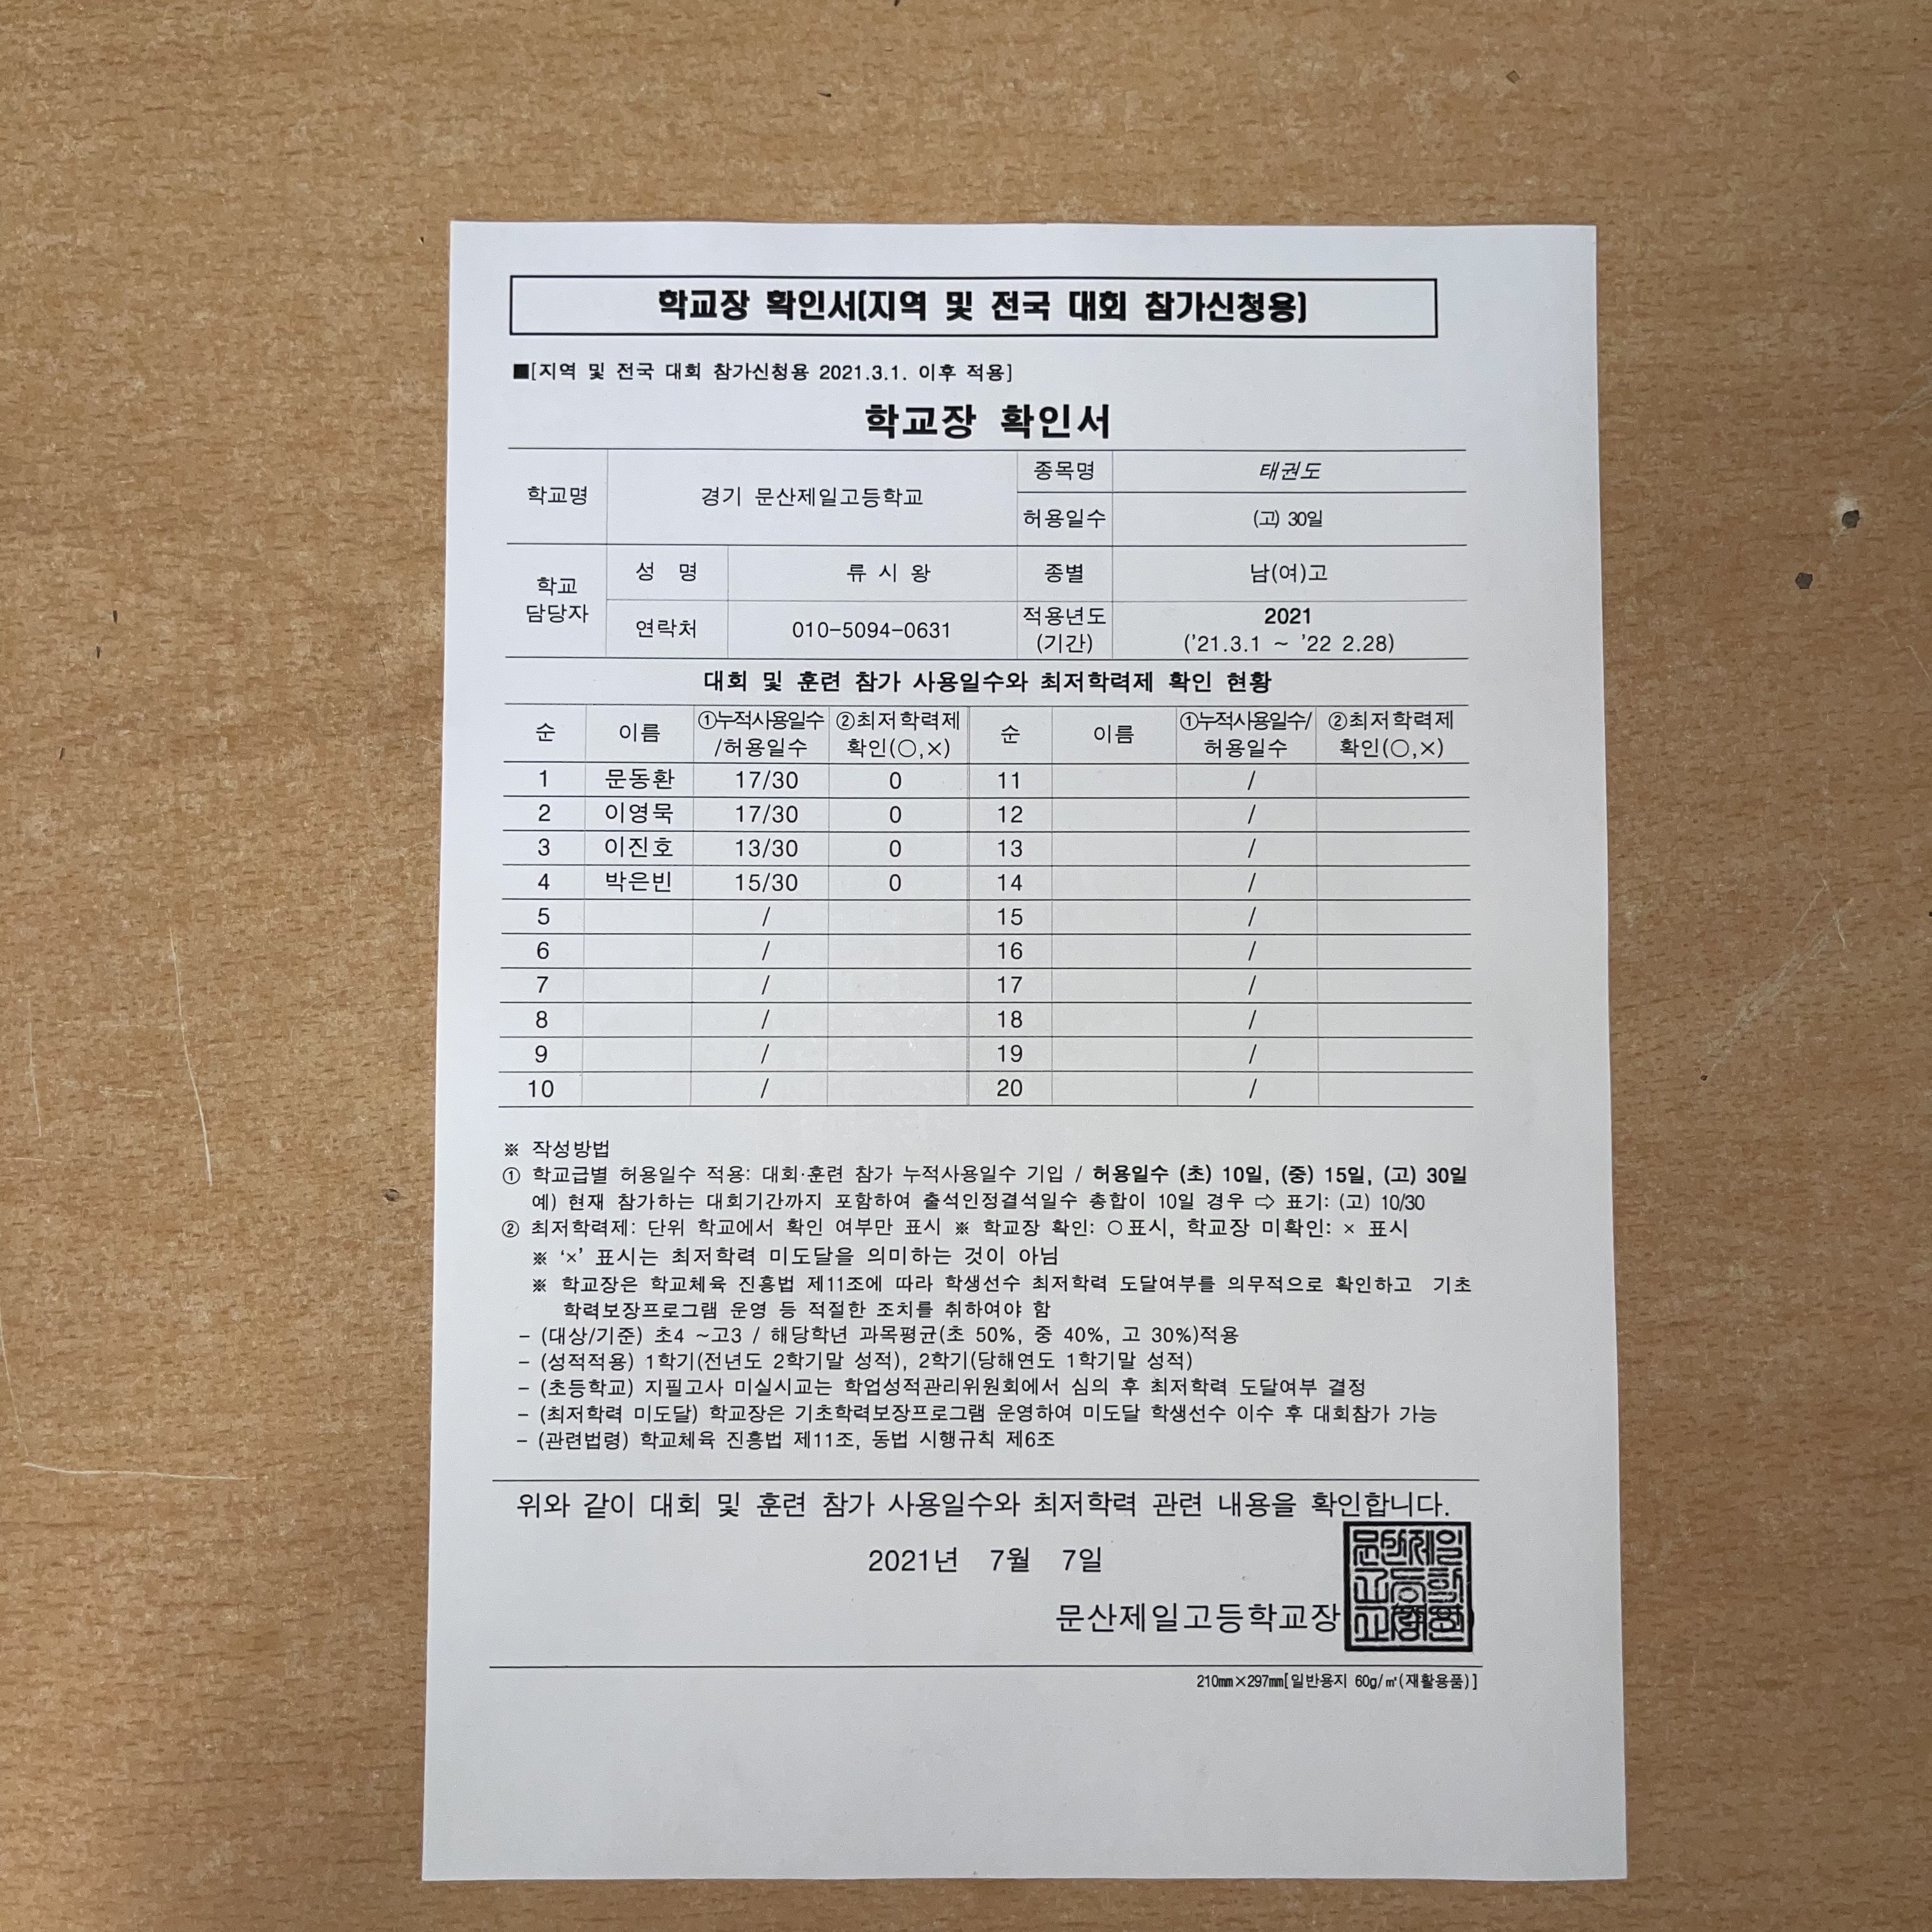 학교장 확인서(지역 및 전국 대회 참가신청용)
■[지역 및 전국 대회 참가신청용 2021.3.1. 이후 적용]
학교장 확인서
학교명 경기 문산제일고등학교 종목명 태권도
허용일수 (고) 30일
학교 담당자 성 명 류 시 왕 종별 남(여)고
연락처 010-5094-0631 적용년도 (기간) 2021 ('21.3.1 ~ '22 2.28)
대회 및 훈련 참가 사용일수와 최저학력제 확인 현황
순 이름 ①누적사용일수/허용일수 ②최저학력제 확인(○,×) 순 이름 ①누적사용일수/허용일수 ②최저학력제 확인(○,×)
1 문동환 17/30 0 11 /
2 이영묵 17/30 0 12 /
3 이진호 13/30 0 13 /
4 박은빈 15/30 0 14 /
5 / 15 /
6 / 16 /
7 / 17 /
8 / 18 /
9 / 19 /
10 / 20 /
※ 작성방법
① 학교급별 허용일수 적용: 대회·훈련 참가 누적사용일수 기입 / 허용일수 (초) 10일, (중) 15일, (고) 30일
예) 현재 참가하는 대회기간까지 포함하여 출석인정결석일수 총합이 10일 경우 ⇨ 표기: (고) 10/30
② 최저학력제: 단위 학교에서 확인 여부만 표시 ※ 학교장 확인: ○표시, 학교장 미확인: × 표시
※ '×' 표시는 최저학력 미도달을 의미하는 것이 아님
※ 학교장은 학교체육 진흥법 제11조에 따라 학생선수 최저학력 도달여부를 의무적으로 확인하고 기초
학력보장프로그램 운영 등 적절한 조치를 취하여야 함
- (대상/기준) 초4 ~고3 / 해당학년 과목평균(초 50%, 중 40%, 고 30%)적용
- (성적적용) 1학기(전년도 2학기말 성적), 2학기(당해연도 1학기말 성적)
- (초등학교) 지필고사 미실시교는 학업성적관리위원회에서 심의 후 최저학력 도달여부 결정
- (최저학력 미도달) 학교장은 기초학력보장프로그램 운영하여 미도달 학생선수 이수 후 대회참가 가능
- (관련법령) 학교체육 진흥법 제11조, 동법 시행규칙 제6조
위와 같이 대회 및 훈련 참가 사용일수와 최저학력 관련 내용을 확인합니다.
2021년 7월 7일
문산제일고등학교장
문산제일
고등학
교장인
210㎜×297㎜[일반용지 60g/㎡(재활용품)]